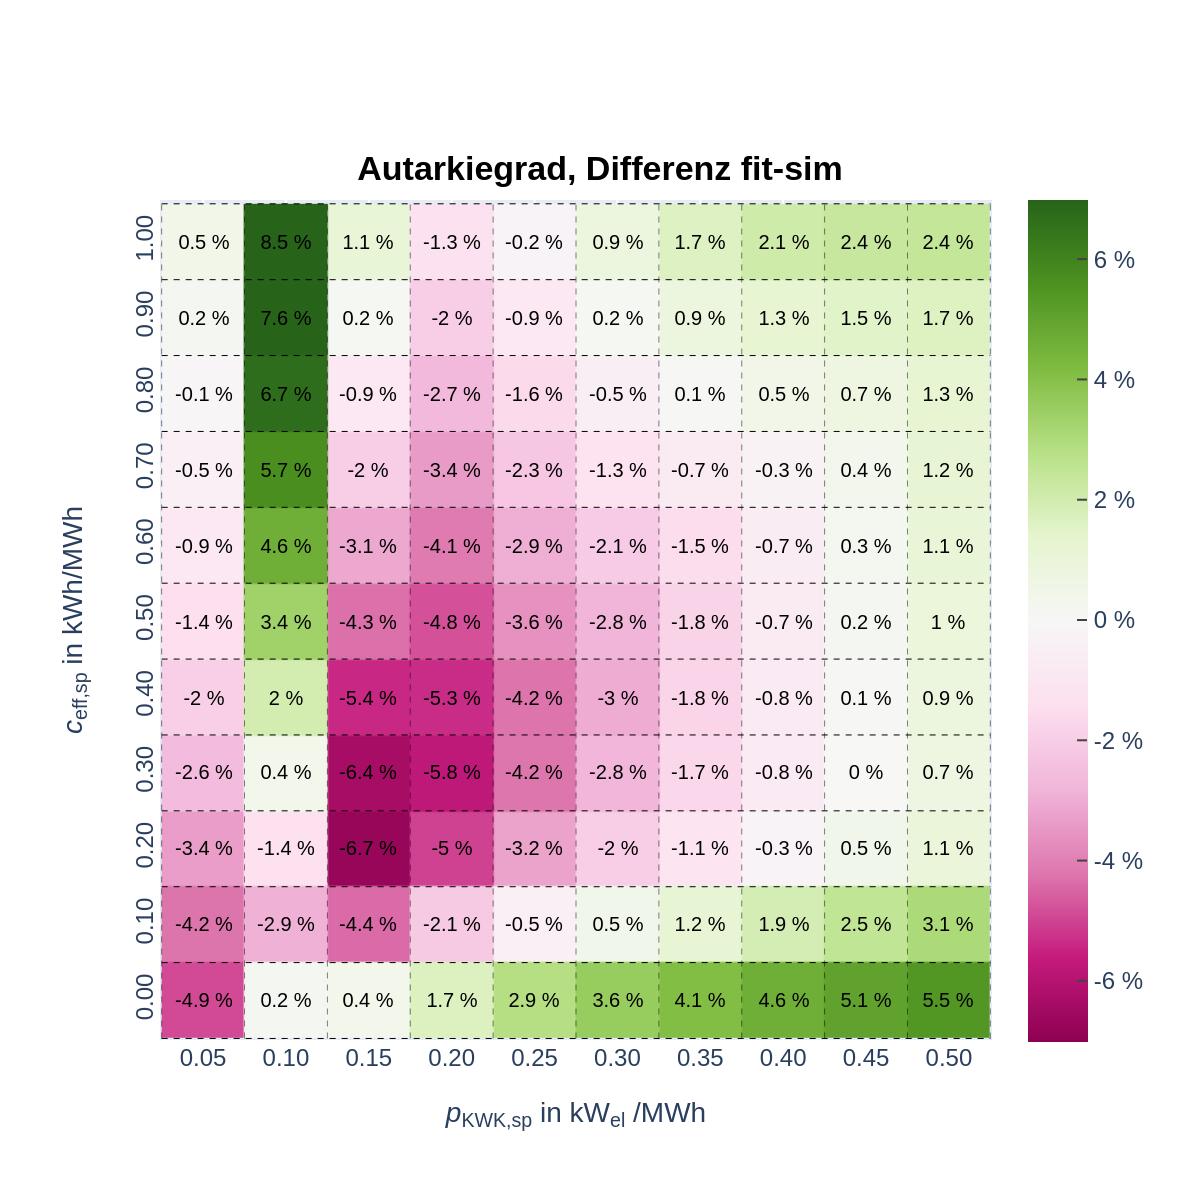 Autarkiegrad, Differenz fit-sim
1.00 0.5 % 8.5 % 1.1 % -1.3 % -0.2 % 0.9 % 1.7 % 2.1 % 2.4 % 2.4 %
0.90 0.2 % 7.6 % 0.2 % -2 % -0.9 % 0.2 % 0.9 % 1.3 % 1.5 % 1.7 %
0.80 -0.1 % 6.7 % -0.9 % -2.7 % -1.6 % -0.5 % 0.1 % 0.5 % 0.7 % 1.3 %
0.70 -0.5 % 5.7 % -2 % -3.4 % -2.3 % -1.3 % -0.7 % -0.3 % 0.4 % 1.2 %
0.60 -0.9 % 4.6 % -3.1 % -4.1 % -2.9 % -2.1 % -1.5 % -0.7 % 0.3 % 1.1 %
0.50 -1.4 % 3.4 % -4.3 % -4.8 % -3.6 % -2.8 % -1.8 % -0.7 % 0.2 % 1 %
0.40 -2 % 2 % -5.4 % -5.3 % -4.2 % -3 % -1.8 % -0.8 % 0.1 % 0.9 %
0.30 -2.6 % 0.4 % -6.4 % -5.8 % -4.2 % -2.8 % -1.7 % -0.8 % 0 % 0.7 %
0.20 -3.4 % -1.4 % -6.7 % -5 % -3.2 % -2 % -1.1 % -0.3 % 0.5 % 1.1 %
0.10 -4.2 % -2.9 % -4.4 % -2.1 % -0.5 % 0.5 % 1.2 % 1.9 % 2.5 % 3.1 %
0.00 -4.9 % 0.2 % 0.4 % 1.7 % 2.9 % 3.6 % 4.1 % 4.6 % 5.1 % 5.5 %
0.05 0.10 0.15 0.20 0.25 0.30 0.35 0.40 0.45 0.50
pKWK,sp in kWel /MWh
ceff,sp in kWh/MWh
6 %
4 %
2 %
0 %
-2 %
-4 %
-6 %